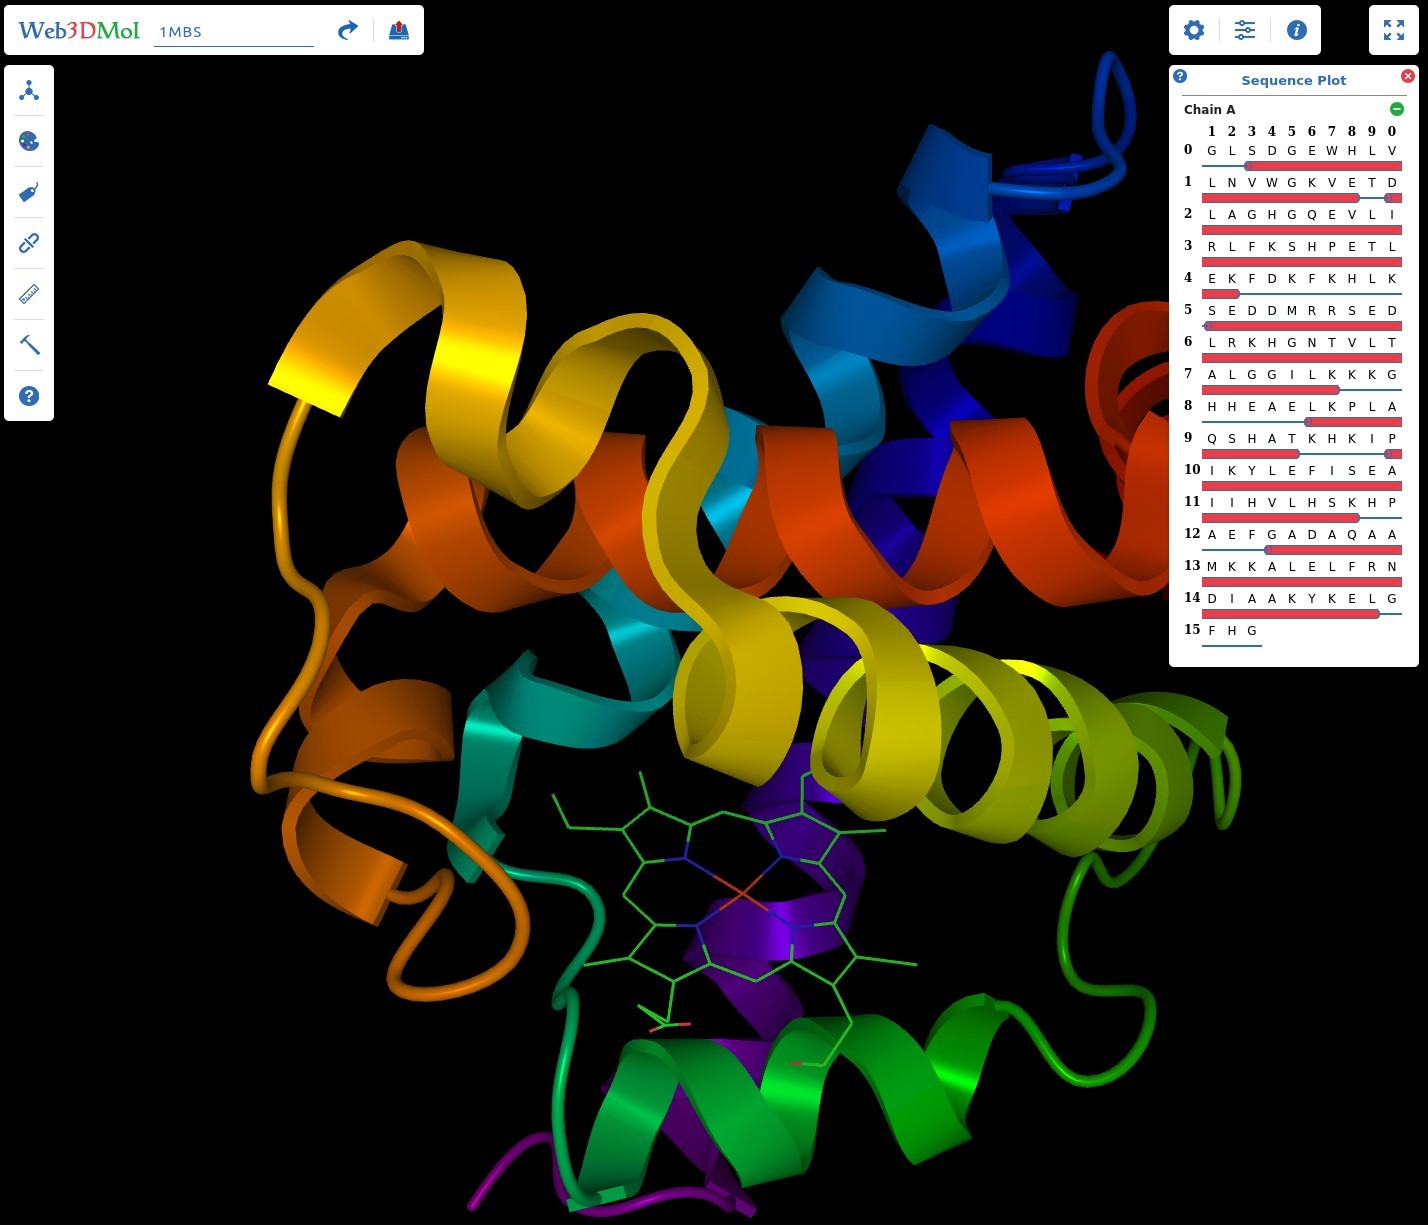 Web3DMol 1MBS
Sequence Plot
Chain A
1 2 3 4 5 6 7 8 9 0
0 G L S D G E W H L V
1 L N V W G K V E T D
2 L A G H G Q E V L I
3 R L F K S H P E T L
4 E K F D K F K H L K
5 S E D D M R R S E D
6 L R K H G N T V L T
7 A L G G I L K K K G
8 H H E A E L K P L A
9 Q S H A T K H K I P
10 I K Y L E F I S E A
11 I I H V L H S K H P
12 A E F G A D A Q A A
13 M K K A L E L F R N
14 D I A A K Y K E L G
15 F H G